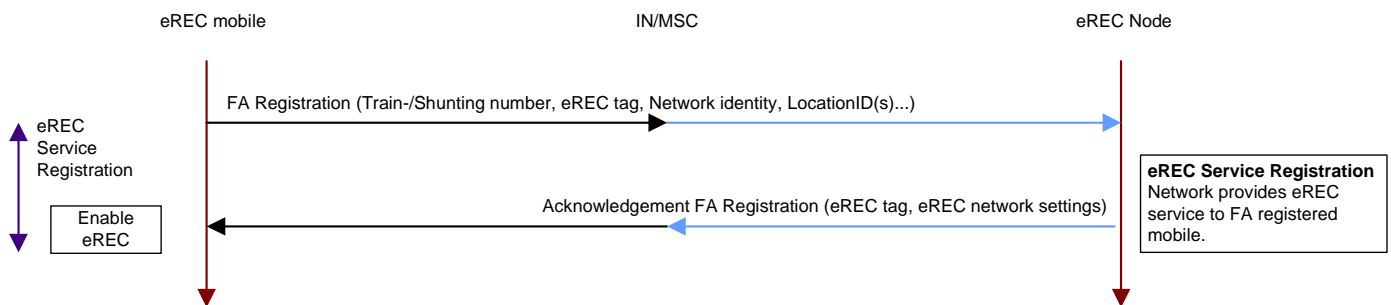 eREC mobile
IN/MSC
eREC Node
FA Registration (Train-/Shunting number, eREC tag, Network identity, LocationID(s)...)
eREC
Service
Registration
eREC Service Registration
Network provides eREC
service to FA registered
mobile.
Acknowledgement FA Registration (eREC tag, eREC network settings)
Enable
eREC